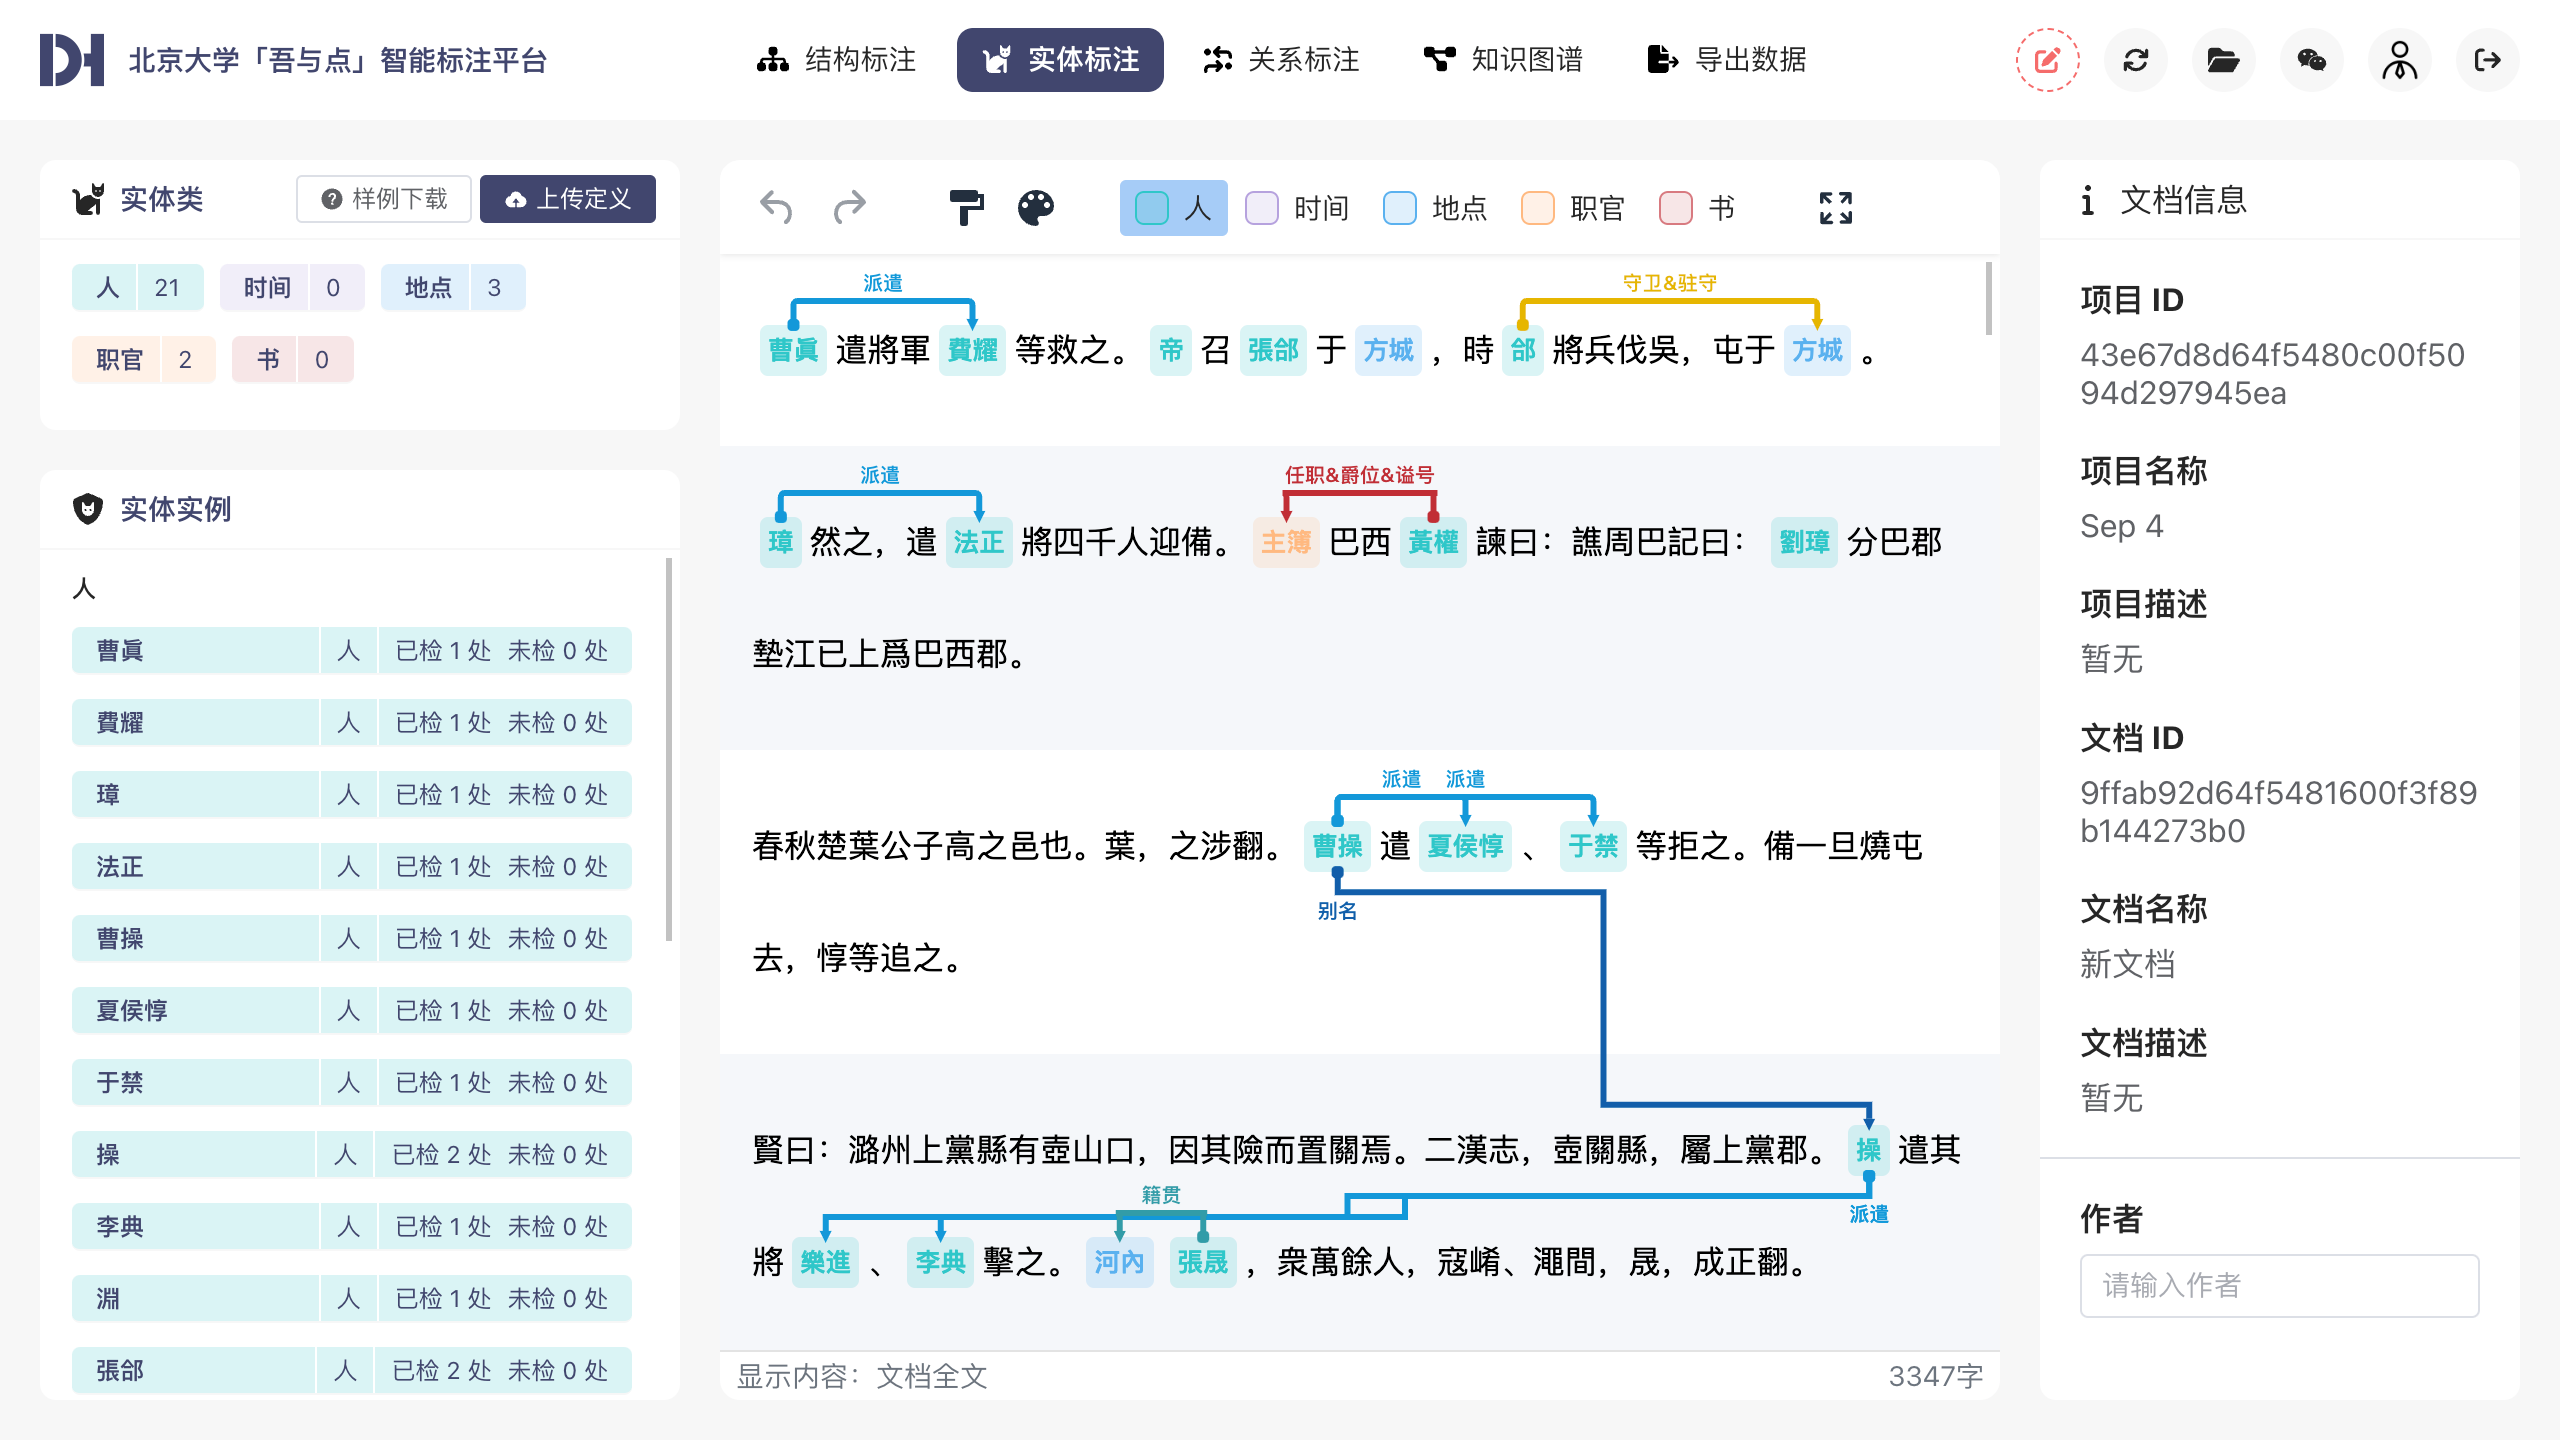 北京大学「吾与点」智能标注平台
结构标注
实体标注
关系标注
知识图谱
导出数据
实体类
样例下载
上传定义
人 21
时间 0
地点 3
职官 2
书 0
实体实例
人
曹眞 人 已检 1 处 未检 0 处
費耀 人 已检 1 处 未检 0 处
璋 人 已检 1 处 未检 0 处
法正 人 已检 1 处 未检 0 处
曹操 人 已检 1 处 未检 0 处
夏侯惇 人 已检 1 处 未检 0 处
于禁 人 已检 1 处 未检 0 处
操 人 已检 2 处 未检 0 处
李典 人 已检 1 处 未检 0 处
淵 人 已检 1 处 未检 0 处
張郃 人 已检 2 处 未检 0 处
人 时间 地点 职官 书
派遣 守卫&驻守
曹眞 遣將軍 費耀 等救之。 帝 召 張郃 于 方城 ，時 郃 將兵伐吳，屯于 方城 。
派遣 任职&爵位&谥号
璋 然之，遣 法正 將四千人迎備。 主簿 巴西 黃權 諫曰：譙周巴記曰： 劉璋 分巴郡
墊江已上爲巴西郡。
派遣 派遣
春秋楚葉公子高之邑也。葉，之涉翻。 曹操 遣 夏侯惇 、 于禁 等拒之。備一旦燒屯
别名
去，惇等追之。
賢曰：潞州上黨縣有壺山口，因其險而置關焉。二漢志，壺關縣，屬上黨郡。 操 遣其
籍贯 派遣
將 樂進 、 李典 擊之。 河內 張晟 ，衆萬餘人，寇崤、澠間，晟，成正翻。
显示内容：文档全文
3347字
文档信息
项目 ID
43e67d8d64f5480c00f50
94d297945ea
项目名称
Sep 4
项目描述
暂无
文档 ID
9ffab92d64f5481600f3f89
b144273b0
文档名称
新文档
文档描述
暂无
作者
请输入作者